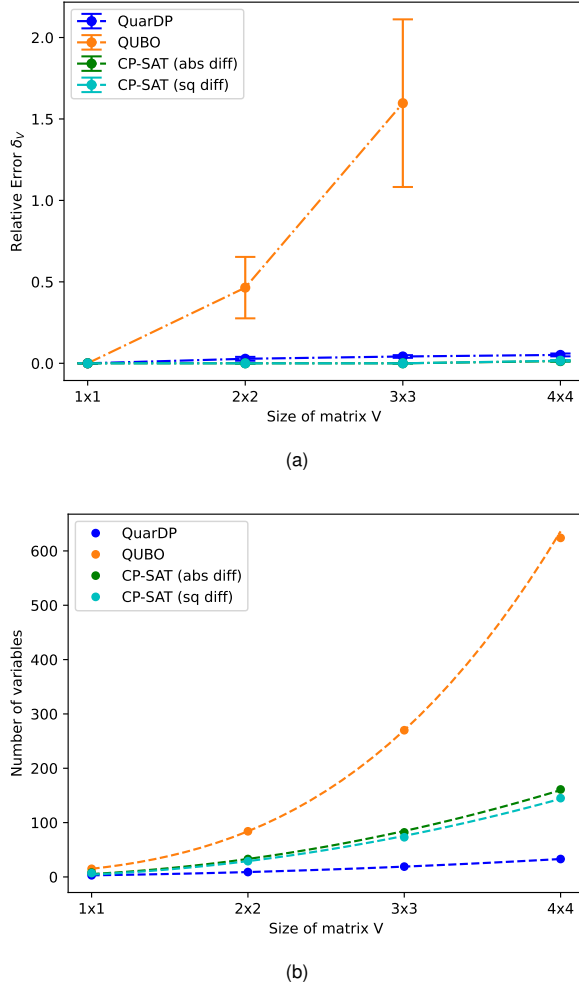 QuarDP
QUBO
CP-SAT (abs diff)
CP-SAT (sq diff)
2.0
1.5
1.0
0.5
0.0
Relative Error δV
1x1 2x2 3x3 4x4
Size of matrix V
(a)
QuarDP
QUBO
CP-SAT (abs diff)
CP-SAT (sq diff)
600
500
400
300
200
100
0
Number of variables
1x1 2x2 3x3 4x4
Size of matrix V
(b)